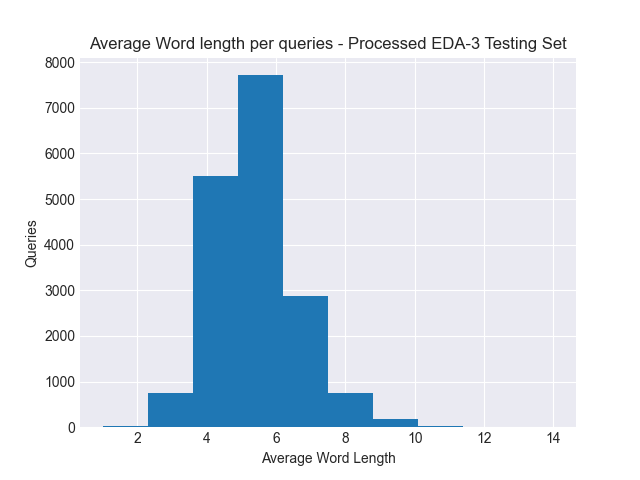 Average Word length per queries - Processed EDA-3 Testing Set
8000
7000
6000
5000
4000
3000
2000
1000
0
Queries
2 4 6 8 10 12 14
Average Word Length